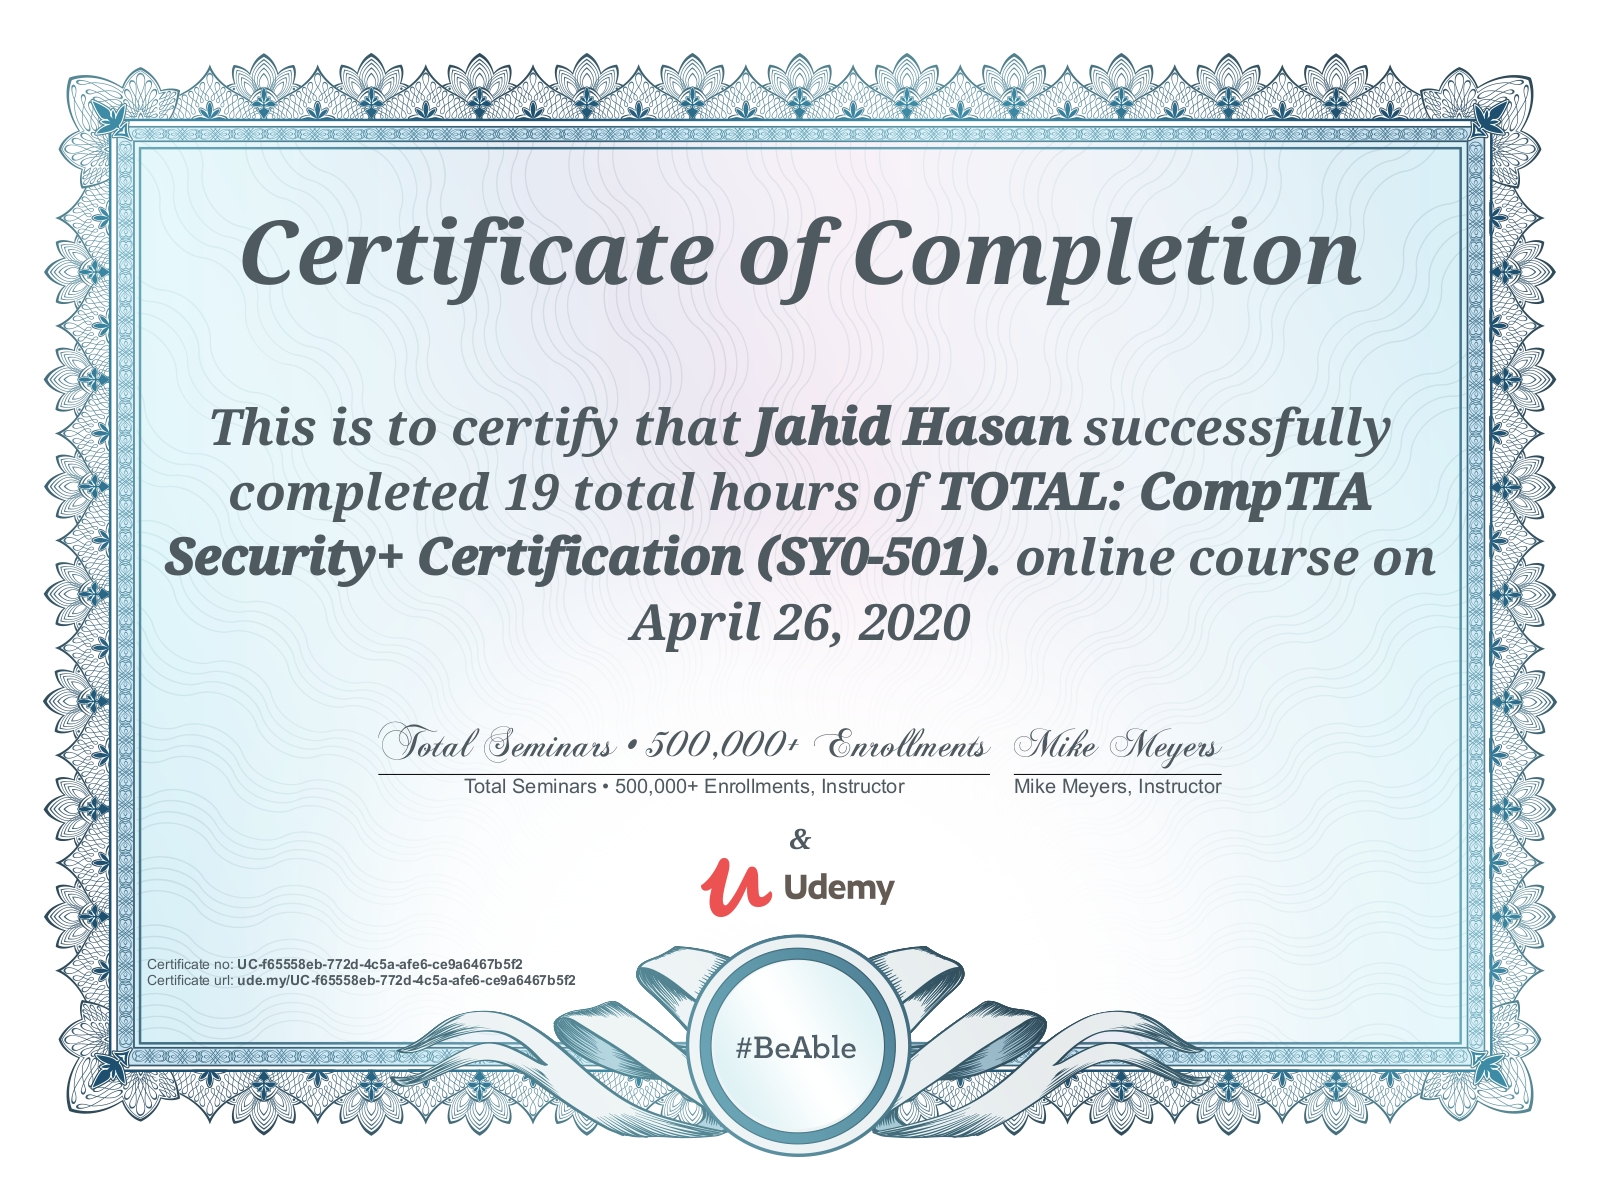 Certificate of Completion
This is to certify that Jahid Hasan successfully
completed 19 total hours of TOTAL: CompTIA
Security+ Certification (SY0-501). online course on
April 26, 2020
Total Seminars • 500,000+ Enrollments Mike Meyers
Total Seminars • 500,000+ Enrollments, Instructor Mike Meyers, Instructor
&
Udemy
Certificate no: UC-f65558eb-772d-4c5a-afe6-ce9a6467b5f2
Certificate url: ude.my/UC-f65558eb-772d-4c5a-afe6-ce9a6467b5f2
#BeAble